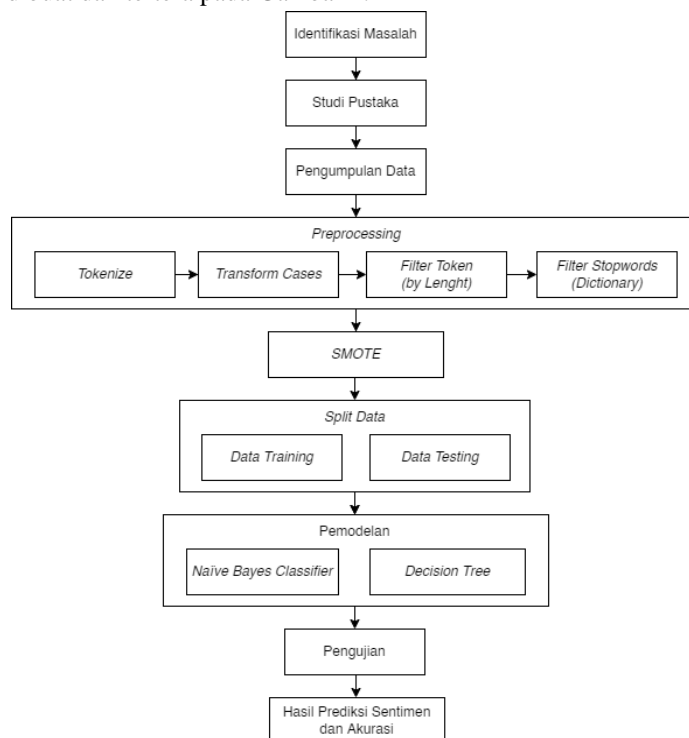 Identifikasi Masalah
Studi Pustaka
Pengumpulan Data
Preprocessing
Tokenize
Transform Cases
Filter Token
(by Lenght)
Filter Stopwords
(Dictionary)
SMOTE
Split Data
Data Training
Data Testing
Pemodelan
Naïve Bayes Classifier
Decision Tree
Pengujian
Hasil Prediksi Sentimen
dan Akurasi